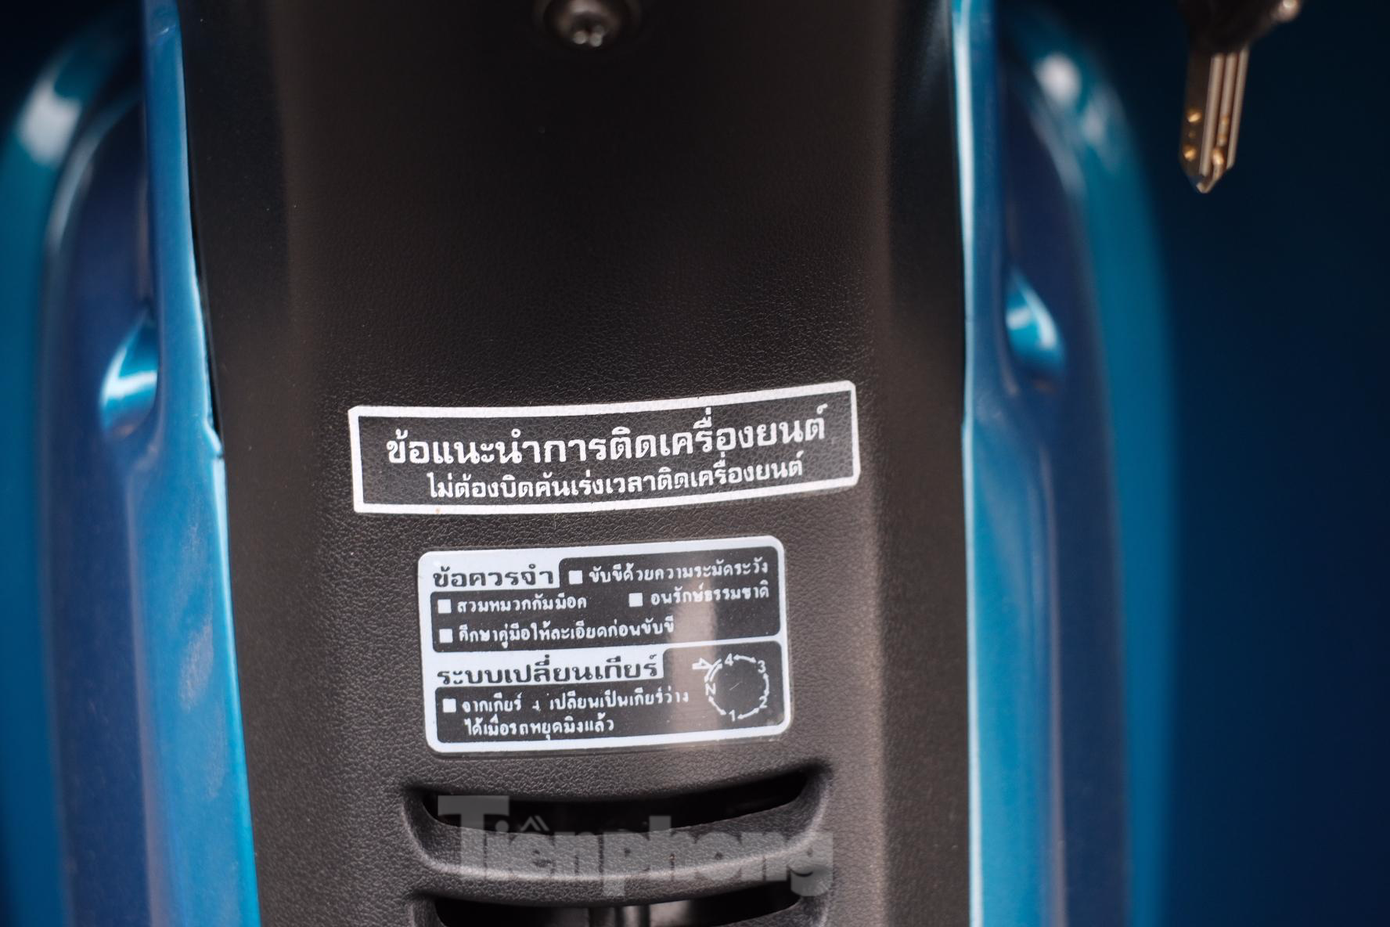 ข้อแนะนำการติดเครื่องยนต์
ไม่ต้องบิดคันเร่งเวลาติดเครื่องยนต์
ข้อควรจำ ■ ขับขี่ด้วยความระมัดระวัง
■ สวมหมวกกันน็อค ■ อนุรักษ์ธรรมชาติ
■ ศึกษาคู่มือให้ละเอียดก่อนขับขี่
ระบบเปลี่ยนเกียร์
■ จากเกียร์ 4 เปลี่ยนเป็นเกียร์ว่าง
ได้เมื่อรถหยุดนิ่งแล้ว
N 4 3 2 1
Tiền phong